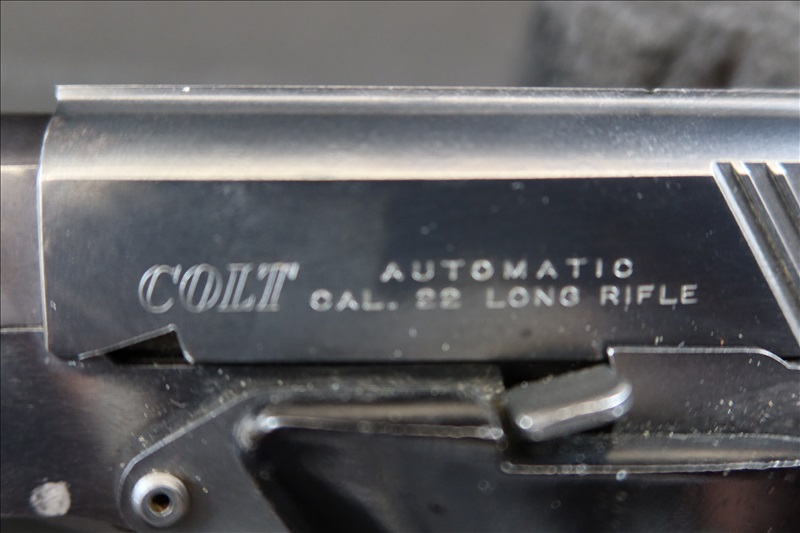 COLT
AUTOMATIC
CAL. 22 LONG RIFLE